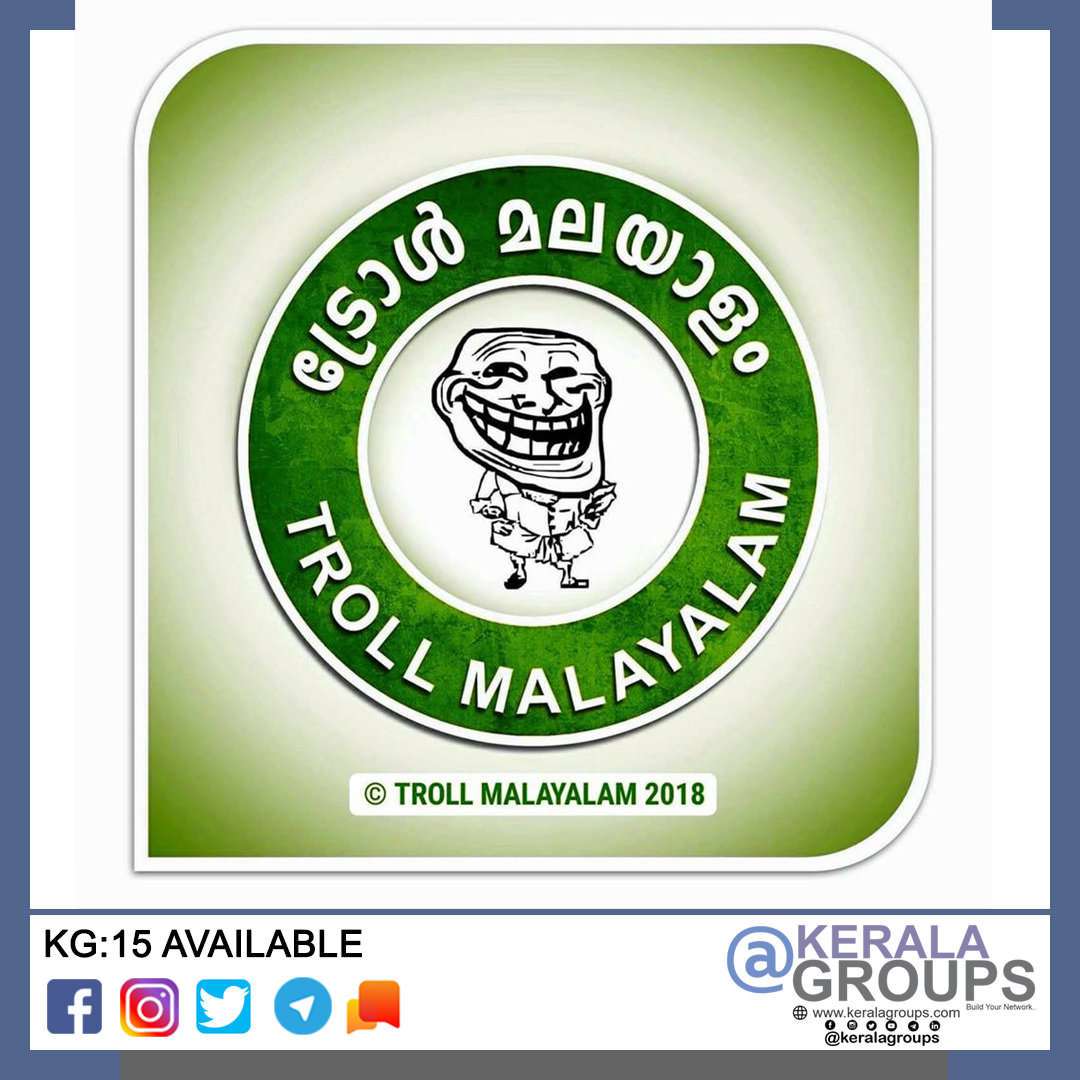 ട്രോൾ മലയാളം
TROLL MALAYALAM
© TROLL MALAYALAM 2018
KG:15 AVAILABLE
@KERALA
GROUPS
Build Your Network..
www.keralagroups.com
@keralagroups